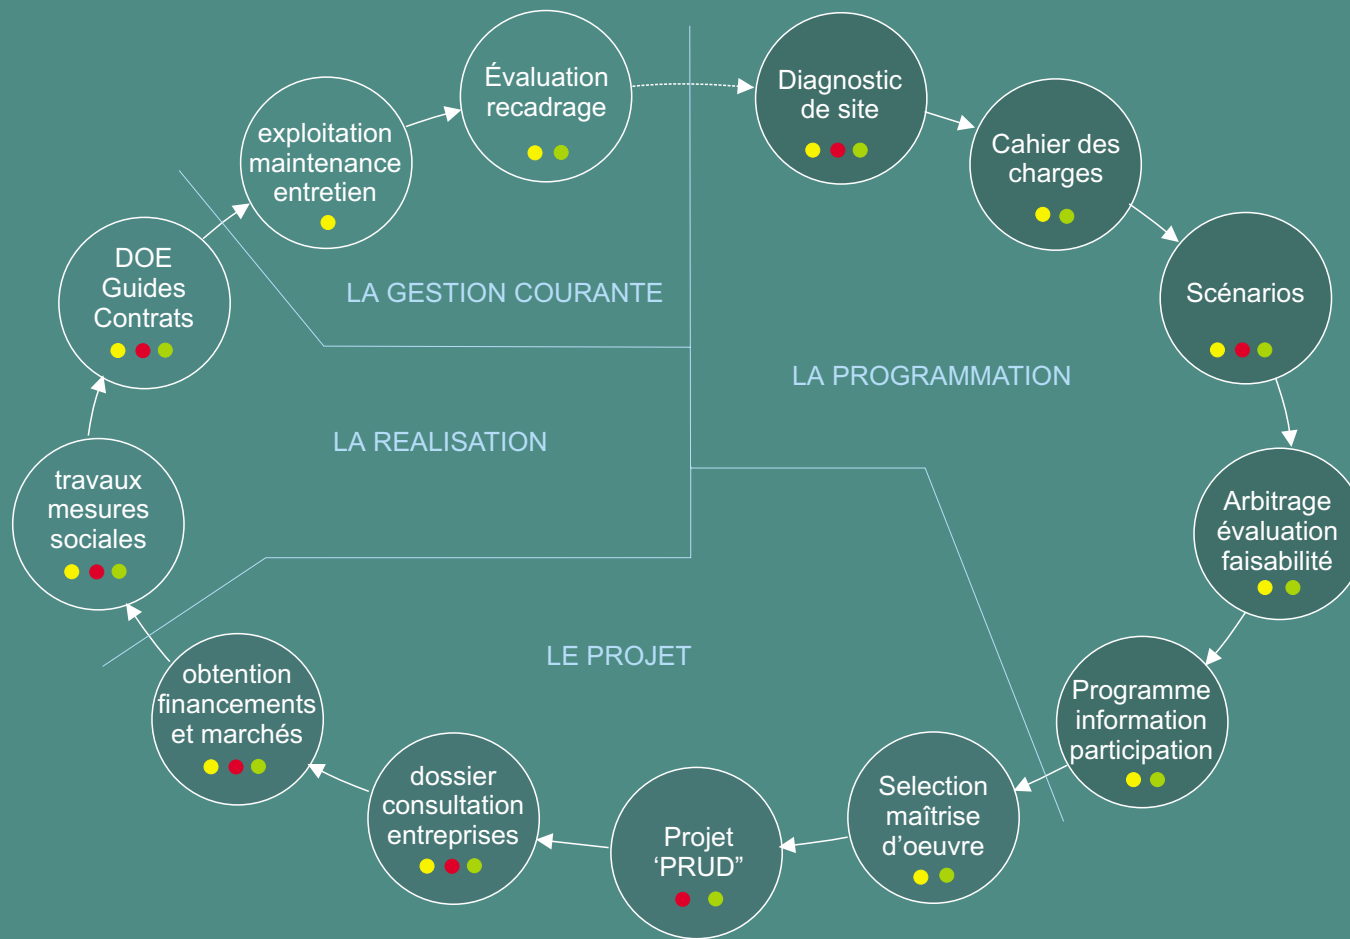 Évaluation
recadrage
Diagnostic
de site
Cahier des
charges
Scénarios
Arbitrage
évaluation
faisabilité
Programme
information
participation
Selection
maîtrise
d'oeuvre
Projet
‘PRUD”
dossier
consultation
entreprises
obtention
financements
et marchés
travaux
mesures
sociales
DOE
Guides
Contrats
exploitation
maintenance
entretien
LA GESTION COURANTE
LA PROGRAMMATION
LA REALISATION
LE PROJET